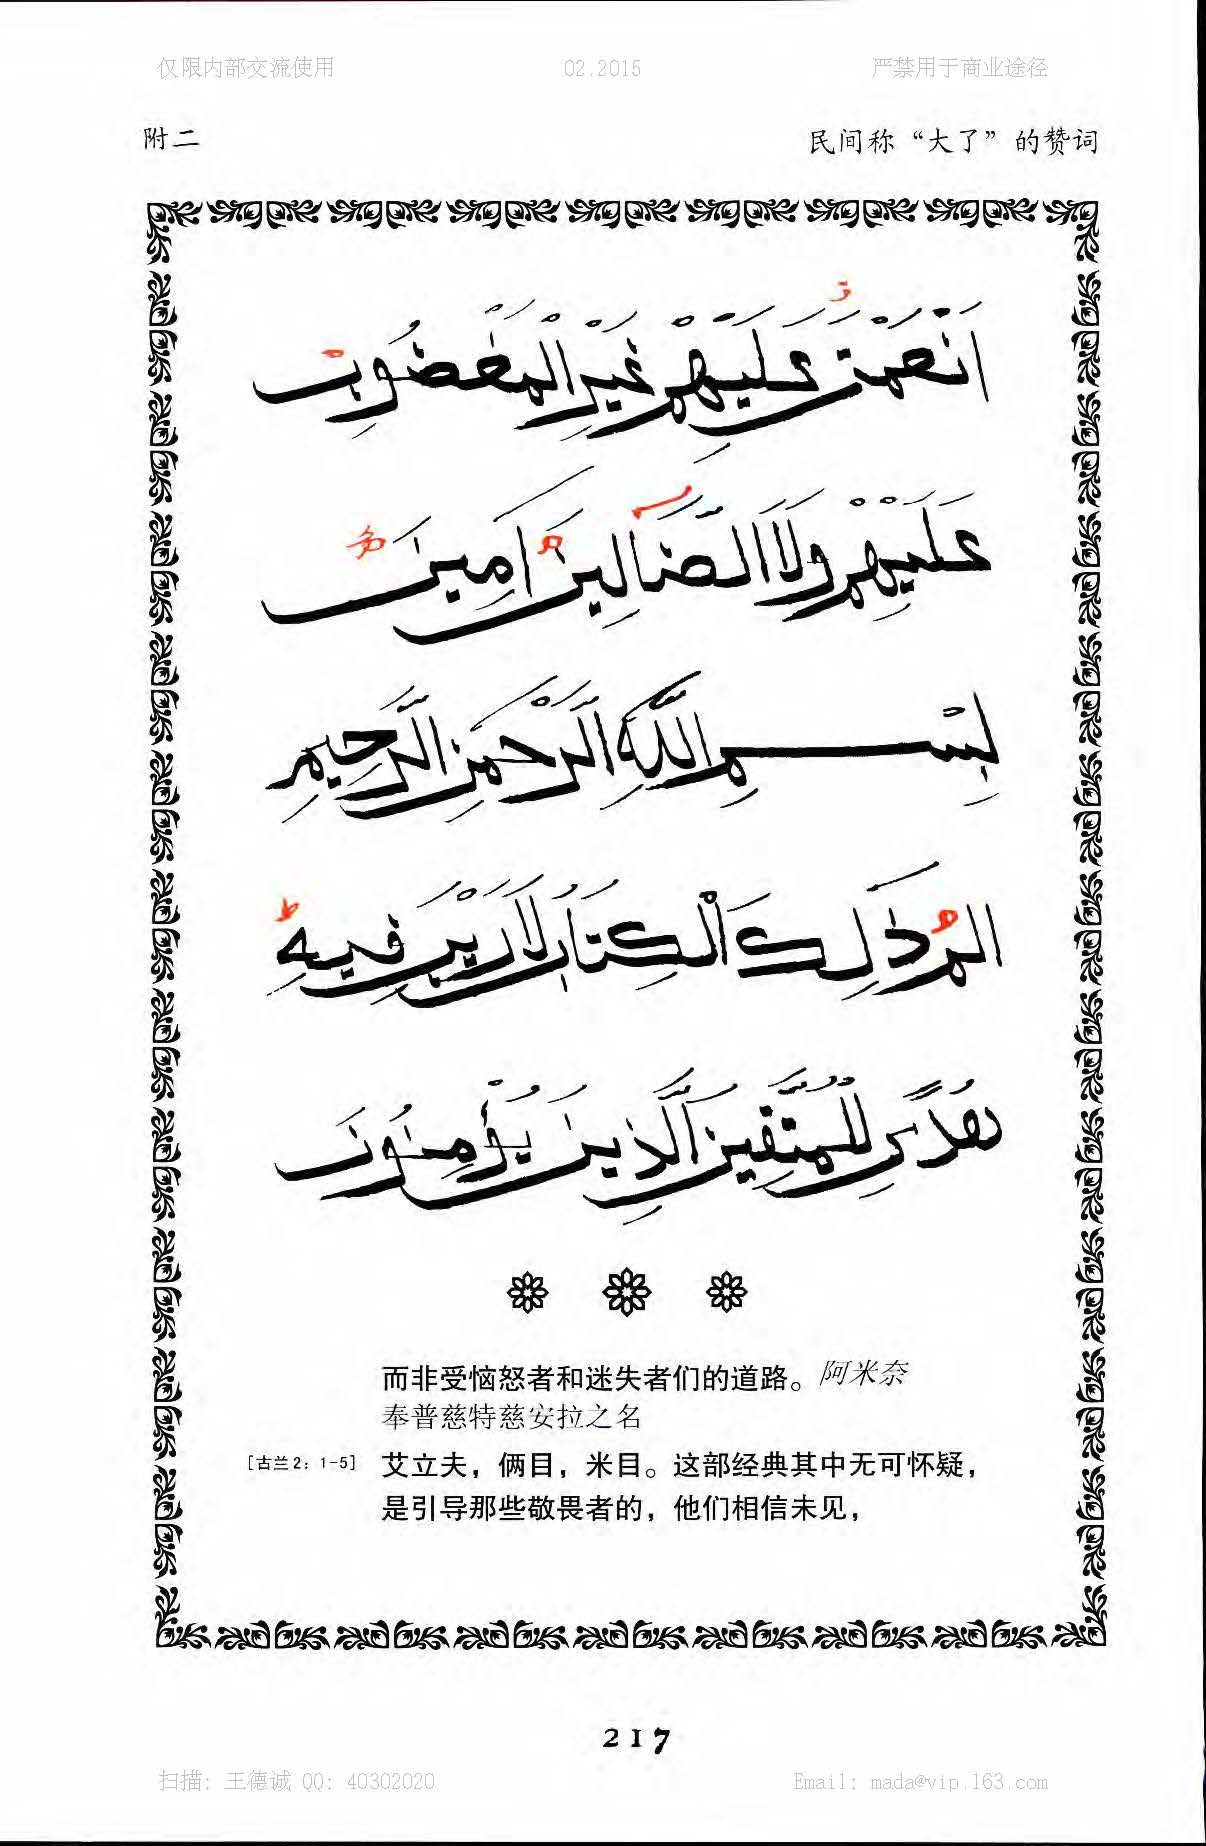 仅限内部交流使用 02.2015 严禁用于商业途径
附二 民间称“大了”的赞词
اَنْعَمْتَ عَلَيْهِمْ غَيْرِ الْمَغْضُوبِ
عَلَيْهِمْ وَلَا الضَّالِينَ اٰمِينَ
بِسْمِ اللَّهِ الرَّحْمٰنِ الرَّحِيمِ
الم ذٰلِكَ الْكِتَابُ لَا رَيْبَ فِيهِ
هُدًى لِلْمُتَّقِينَ الَّذِينَ يُؤْمِنُونَ
而非受恼怒者和迷失者们的道路。阿米奈
奉普慈特慈安拉之名
[古兰2：1-5] 艾立夫，俩目，米目。这部经典其中无可怀疑，
是引导那些敬畏者的，他们相信未见，
217
扫描：王德诚 QQ: 40302020 Email: mada@vip.163.com